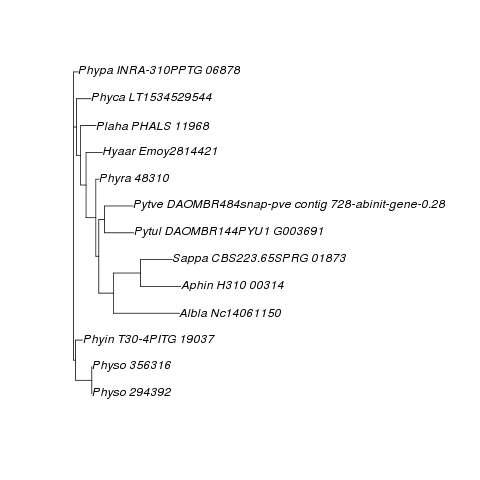 Phypa INRA-310PPTG 06878
Phyca LT1534529544
Plaha PHALS 11968
Hyaar Emoy2814421
Phyra 48310
Pytve DAOMBR484snap-pve contig 728-abinit-gene-0.28
Pytul DAOMBR144PYU1 G003691
Sappa CBS223.65SPRG 01873
Aphin H310 00314
Albla Nc14061150
Phyin T30-4PITG 19037
Physo 356316
Physo 294392